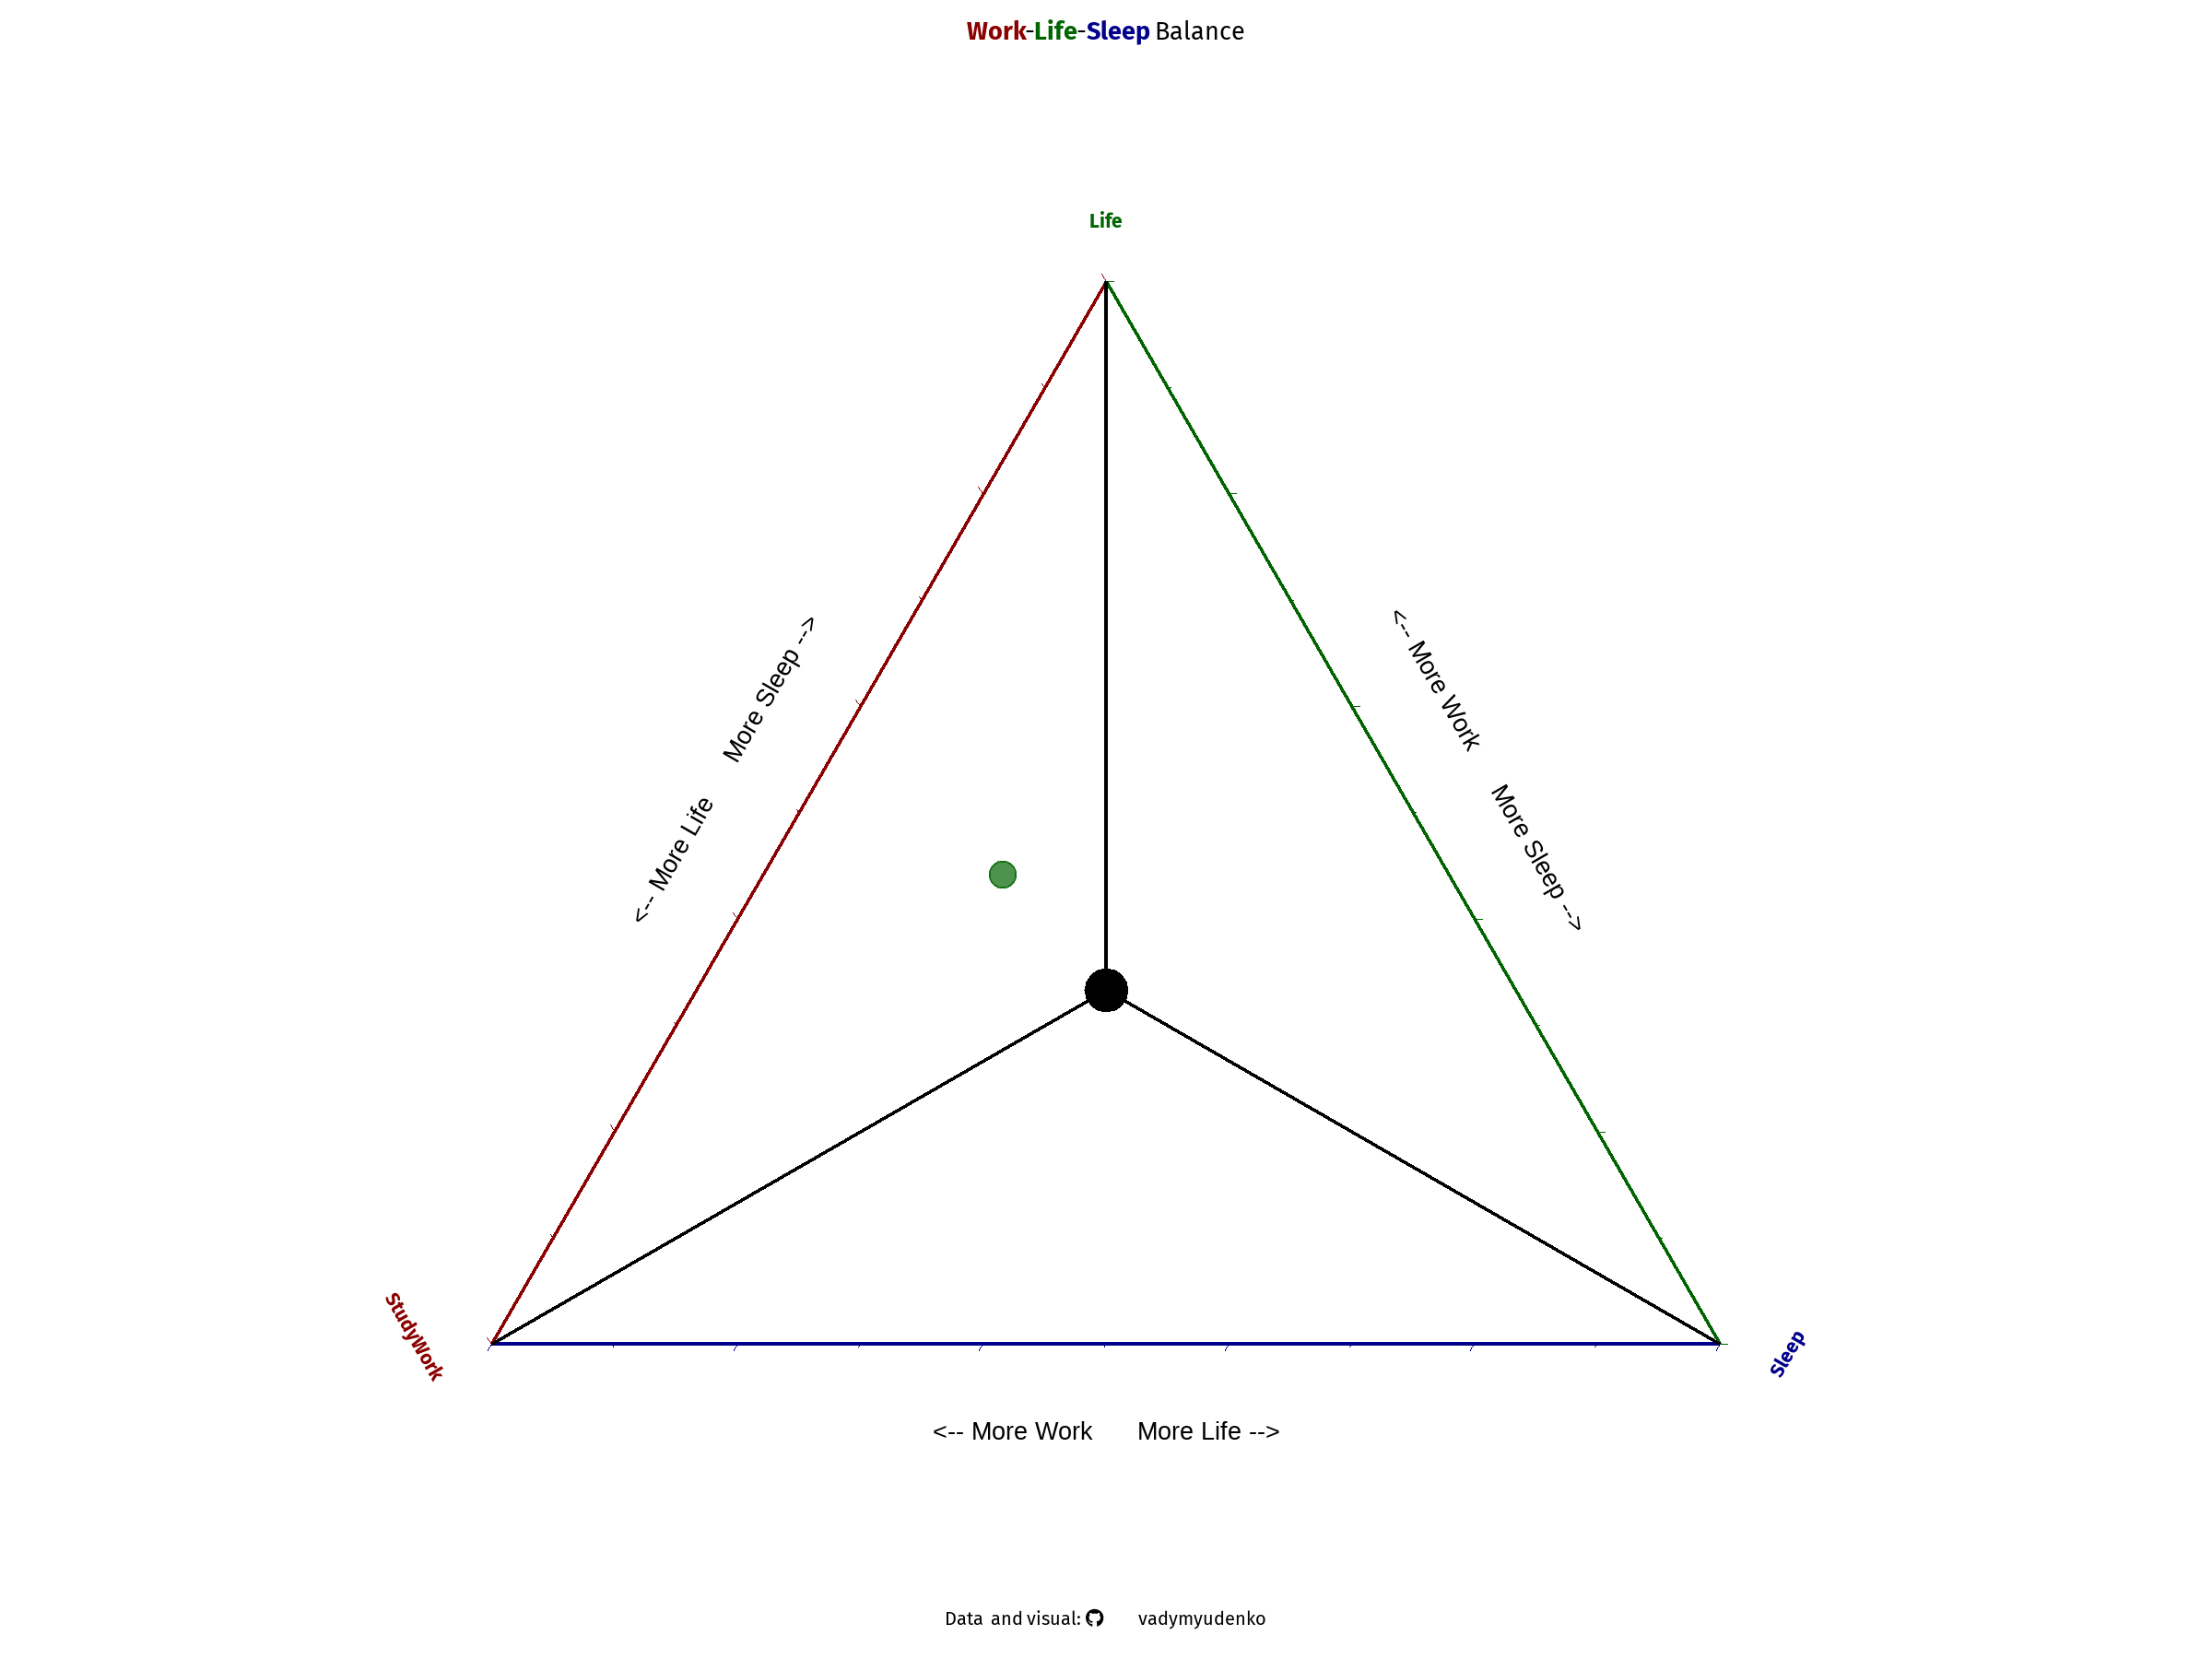 Work-Life-Sleep Balance
Life
More Sleep -->
<-- More Life
<-- More Work
More Sleep -->
StudyWork
Sleep
<-- More Work More Life -->
Data and visual: vadymyudenko